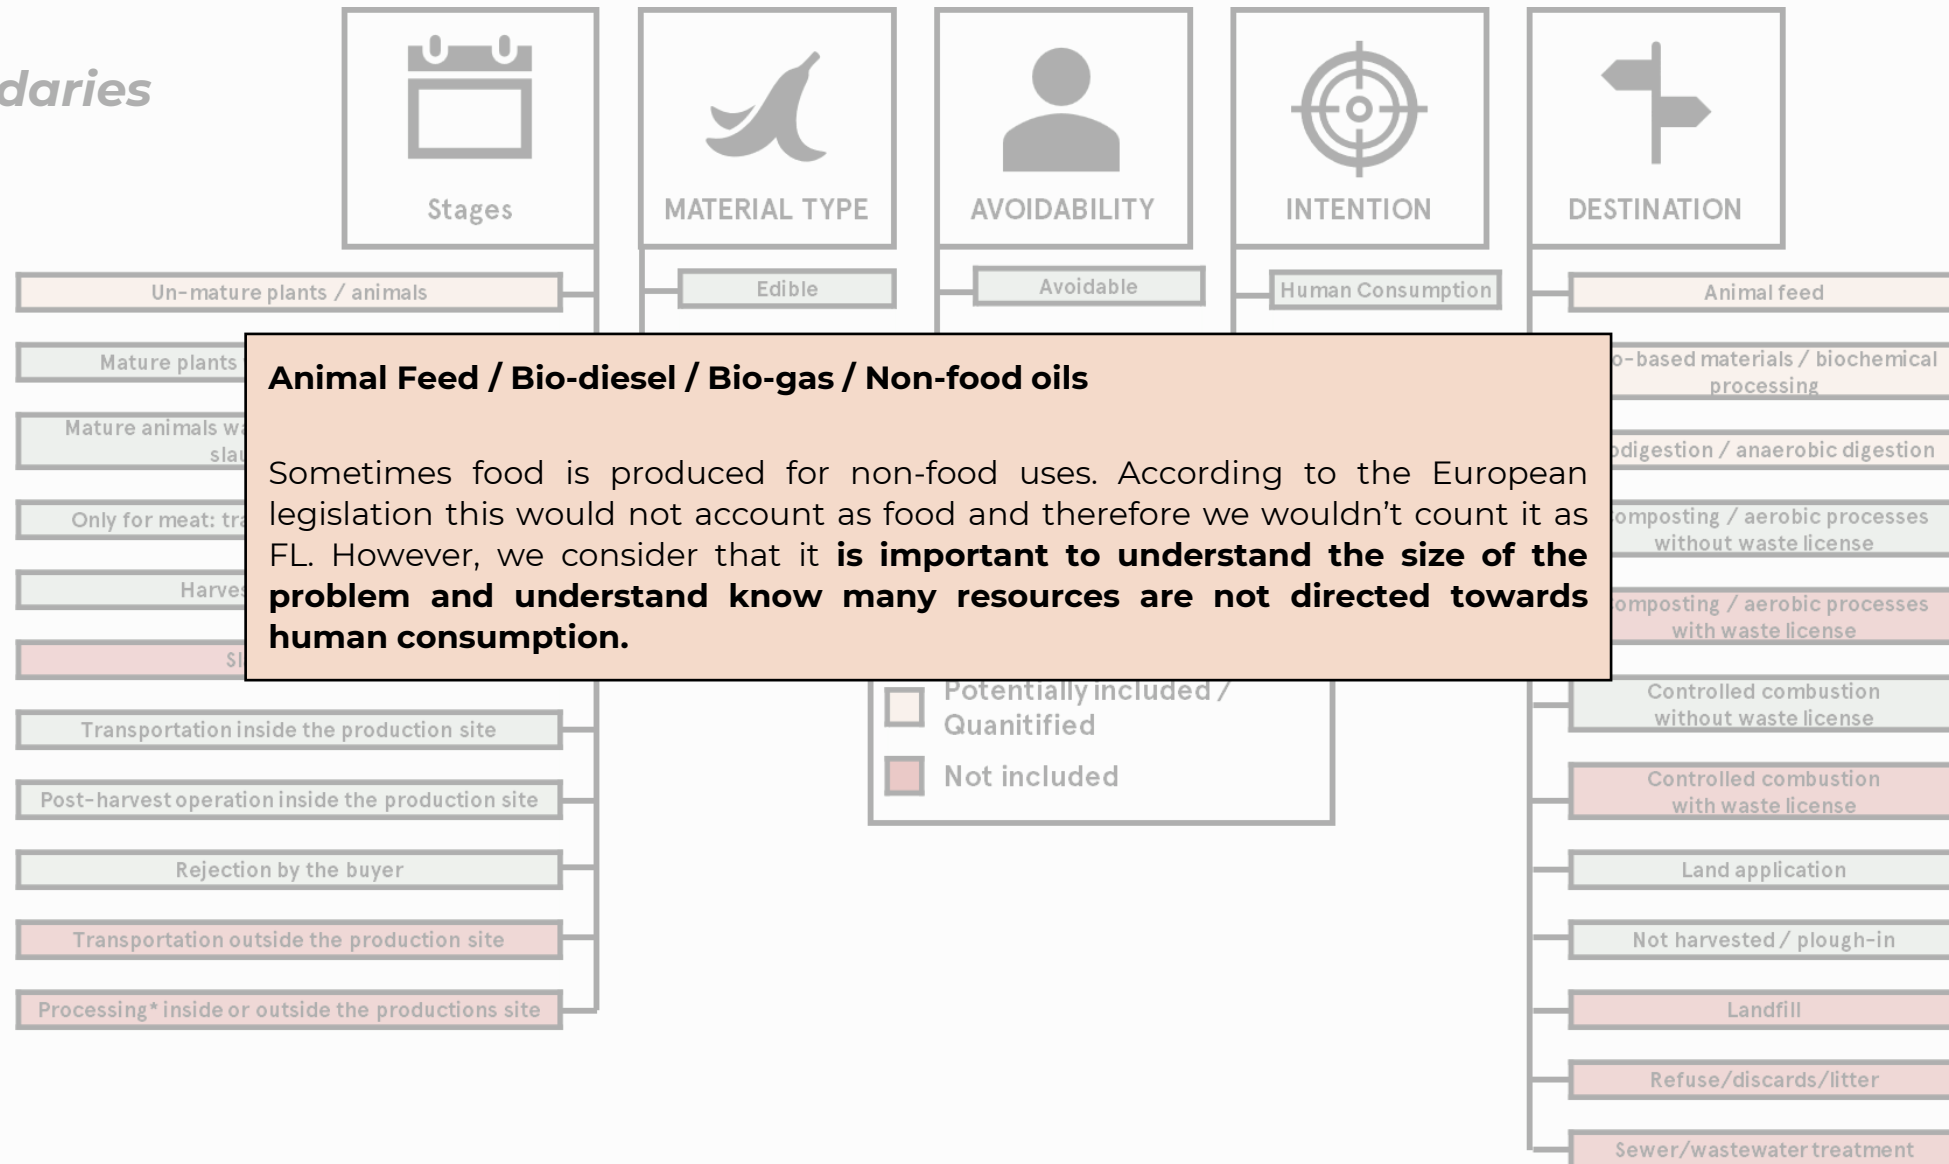 daries
Stages
MATERIAL TYPE
AVOIDABILITY
INTENTION
DESTINATION
Un-mature plants / animals
Edible
Avoidable
Human Consumption
Animal feed
Mature plants
Mature animals
Only for meat:
Transportation inside the production site
Post-harvest operation inside the production site
Rejection by the buyer
Transportation outside the production site
Processing* inside or outside the productions site
Animal Feed / Bio-diesel / Bio-gas / Non-food oils
Sometimes food is produced for non-food uses. According to the European
legislation this would not account as food and therefore we wouldn’t count it as
FL. However, we consider that it is important to understand the size of the
problem and understand know many resources are not directed towards
human consumption.
Potentially included /
Quanitified
Not included
o-based materials / biochemical
processing
odigestion / anaerobic digestion
omposting / aerobic processes
without waste license
omposting / aerobic processes
with waste license
Controlled combustion
without waste license
Controlled combustion
with waste license
Land application
Not harvested / plough-in
Landfill
Refuse/discards/litter
Sewer/wastewater treatment